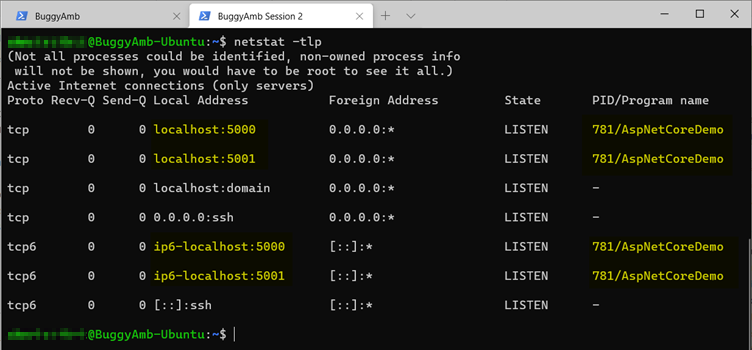 BuggyAmb
BuggyAmb Session 2
@BuggyAmb-Ubuntu:~$ netstat -tlp
(Not all processes could be identified, non-owned process info
will not be shown, you would have to be root to see it all.)
Active Internet connections (only servers)
Proto Recv-Q Send-Q Local Address Foreign Address State PID/Program name
tcp 0 0 localhost:5000 0.0.0.0:* LISTEN 781/AspNetCoreDemo
tcp 0 0 localhost:5001 0.0.0.0:* LISTEN 781/AspNetCoreDemo
tcp 0 0 localhost:domain 0.0.0.0:* LISTEN -
tcp 0 0 0.0.0.0:ssh 0.0.0.0:* LISTEN -
tcp6 0 0 ip6-localhost:5000 [::]:* LISTEN 781/AspNetCoreDemo
tcp6 0 0 ip6-localhost:5001 [::]:* LISTEN 781/AspNetCoreDemo
tcp6 0 0 [::]:ssh [::]:* LISTEN -
@BuggyAmb-Ubuntu:~$